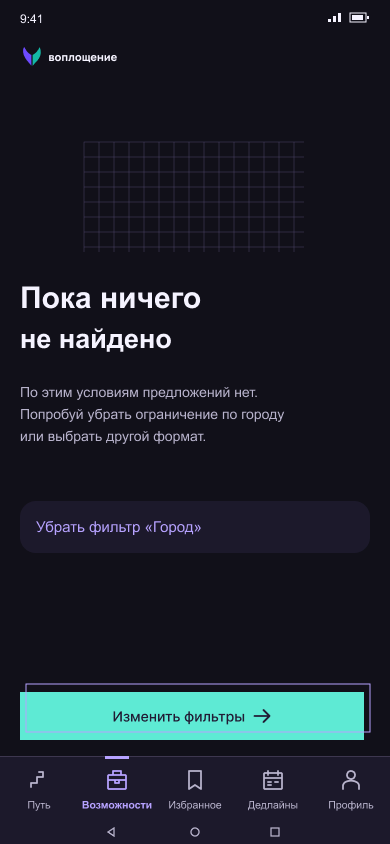 9:41
воплощение
Пока ничего
не найдено
По этим условиям предложений нет.
Попробуй убрать ограничение по городу
или выбрать другой формат.
Убрать фильтр «Город»
Изменить фильтры
Путь
Возможности
Избранное
Дедлайны
Профиль